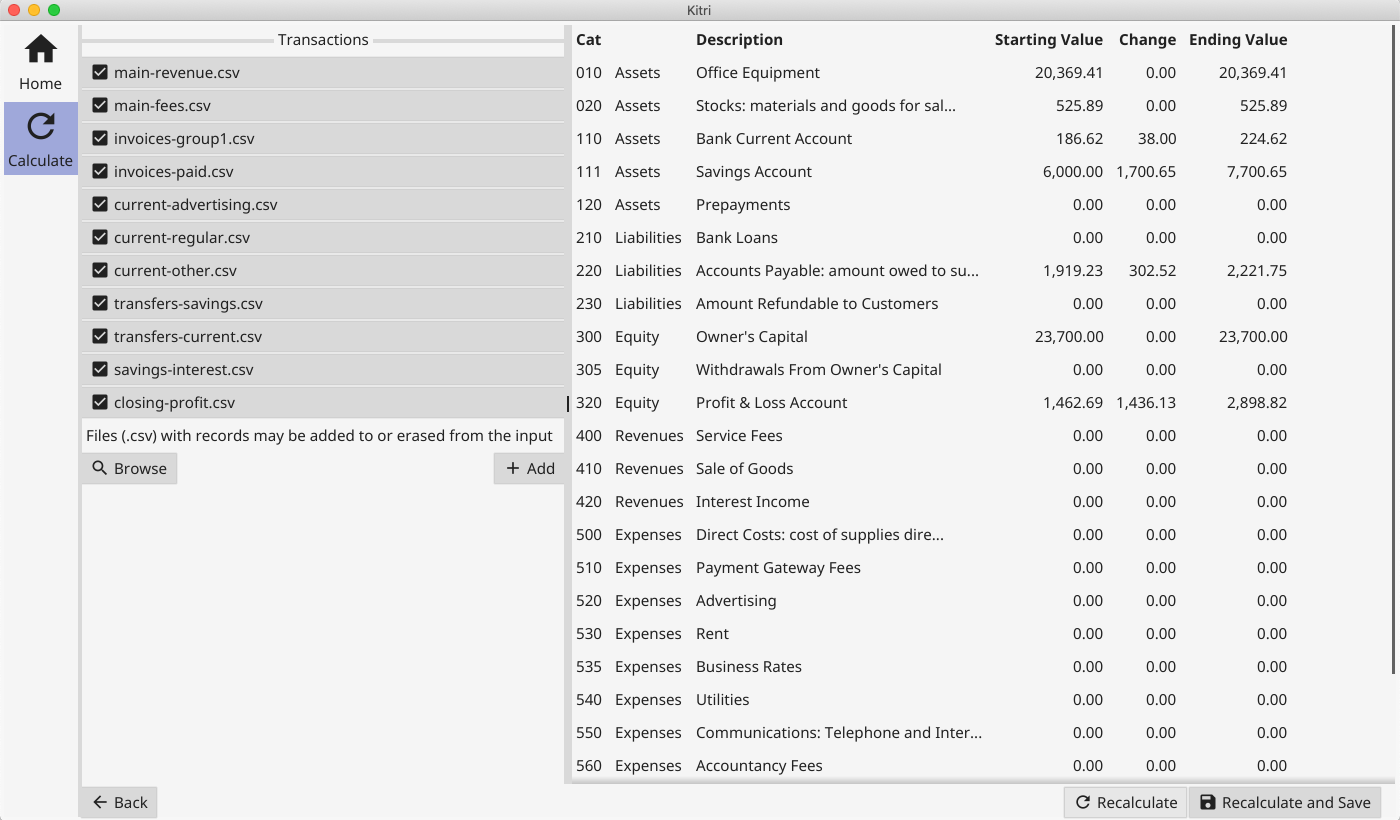 Kitri
Home
Calculate
Transactions
main-revenue.csv
main-fees.csv
invoices-group1.csv
invoices-paid.csv
current-advertising.csv
current-regular.csv
current-other.csv
transfers-savings.csv
transfers-current.csv
savings-interest.csv
closing-profit.csv
Files (.csv) with records may be added to or erased from the input
Browse
Add
Cat Description Starting Value Change Ending Value
010 Assets Office Equipment 20,369.41 0.00 20,369.41
020 Assets Stocks: materials and goods for sal... 525.89 0.00 525.89
110 Assets Bank Current Account 186.62 38.00 224.62
111 Assets Savings Account 6,000.00 1,700.65 7,700.65
120 Assets Prepayments 0.00 0.00 0.00
210 Liabilities Bank Loans 0.00 0.00 0.00
220 Liabilities Accounts Payable: amount owed to su... 1,919.23 302.52 2,221.75
230 Liabilities Amount Refundable to Customers 0.00 0.00 0.00
300 Equity Owner's Capital 23,700.00 0.00 23,700.00
305 Equity Withdrawals From Owner's Capital 0.00 0.00 0.00
320 Equity Profit & Loss Account 1,462.69 1,436.13 2,898.82
400 Revenues Service Fees 0.00 0.00 0.00
410 Revenues Sale of Goods 0.00 0.00 0.00
420 Revenues Interest Income 0.00 0.00 0.00
500 Expenses Direct Costs: cost of supplies dire... 0.00 0.00 0.00
510 Expenses Payment Gateway Fees 0.00 0.00 0.00
520 Expenses Advertising 0.00 0.00 0.00
530 Expenses Rent 0.00 0.00 0.00
535 Expenses Business Rates 0.00 0.00 0.00
540 Expenses Utilities 0.00 0.00 0.00
550 Expenses Communications: Telephone and Inter... 0.00 0.00 0.00
560 Expenses Accountancy Fees 0.00 0.00 0.00
Back
Recalculate
Recalculate and Save